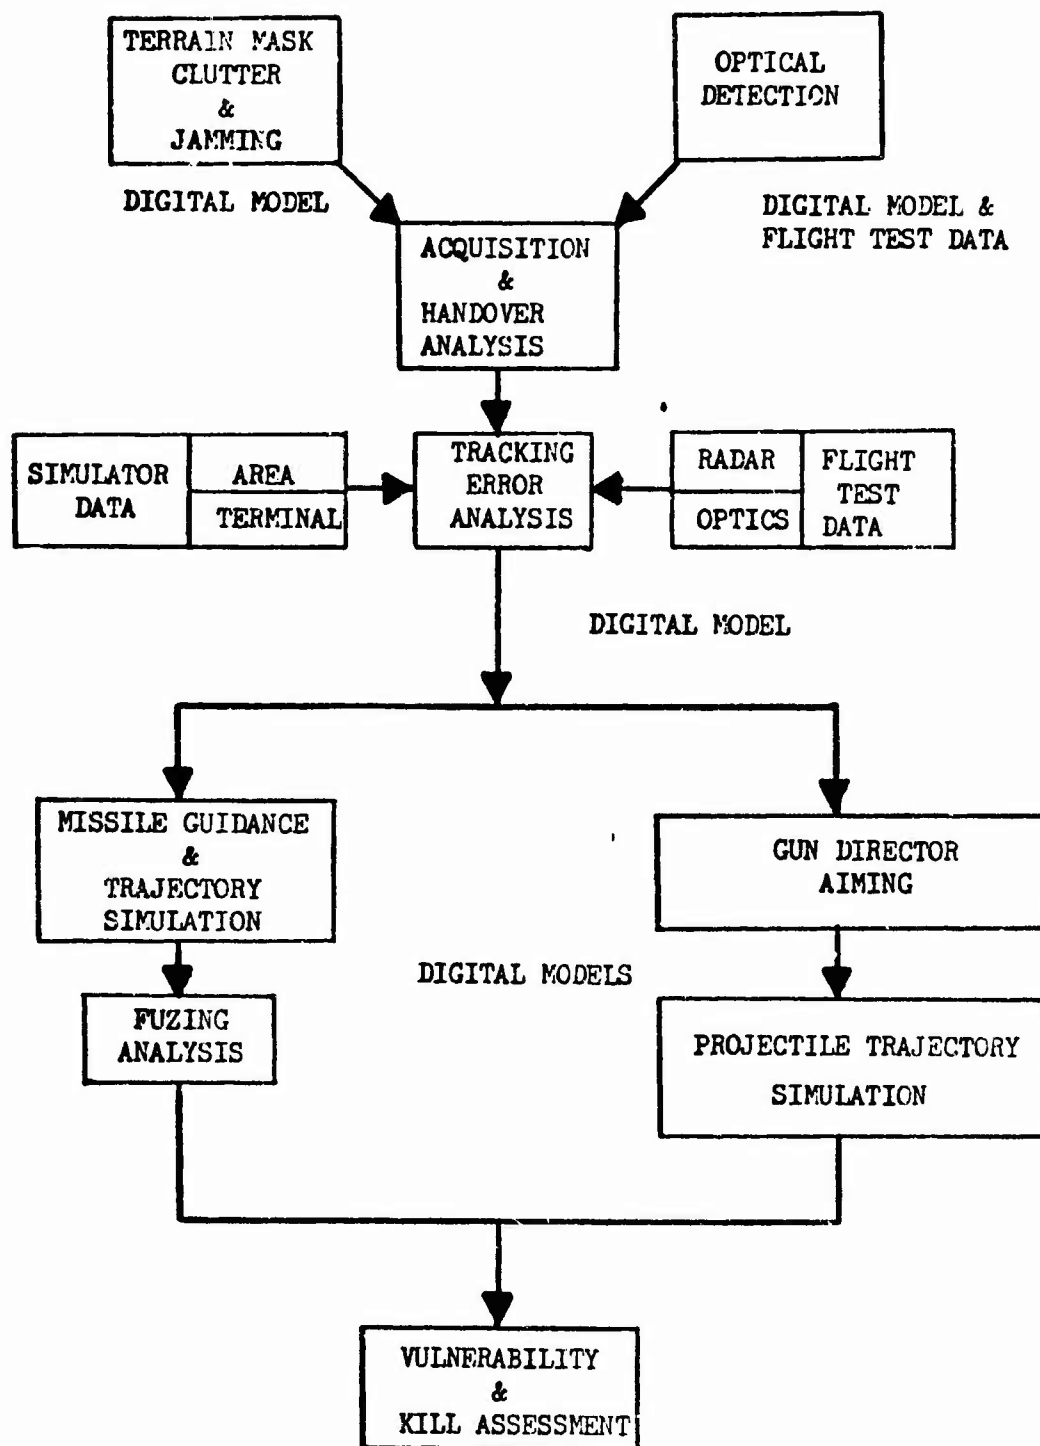 TERRAIN MASK
CLUTTER
&
JAMMING
OPTICAL
DETECTION
DIGITAL MODEL
DIGITAL MODEL &
FLIGHT TEST DATA
ACQUISITION
&
HANDOVER
ANALYSIS
SIMULATOR
DATA
AREA
TERMINAL
TRACKING
ERROR
ANALYSIS
RADAR
OPTICS
FLIGHT
TEST
DATA
DIGITAL MODEL
MISSILE GUIDANCE
&
TRAJECTORY
SIMULATION
GUN DIRECTOR
AIMING
DIGITAL MODELS
FUZING
ANALYSIS
PROJECTILE TRAJECTORY
SIMULATION
VULNERABILITY
&
KILL ASSESSMENT